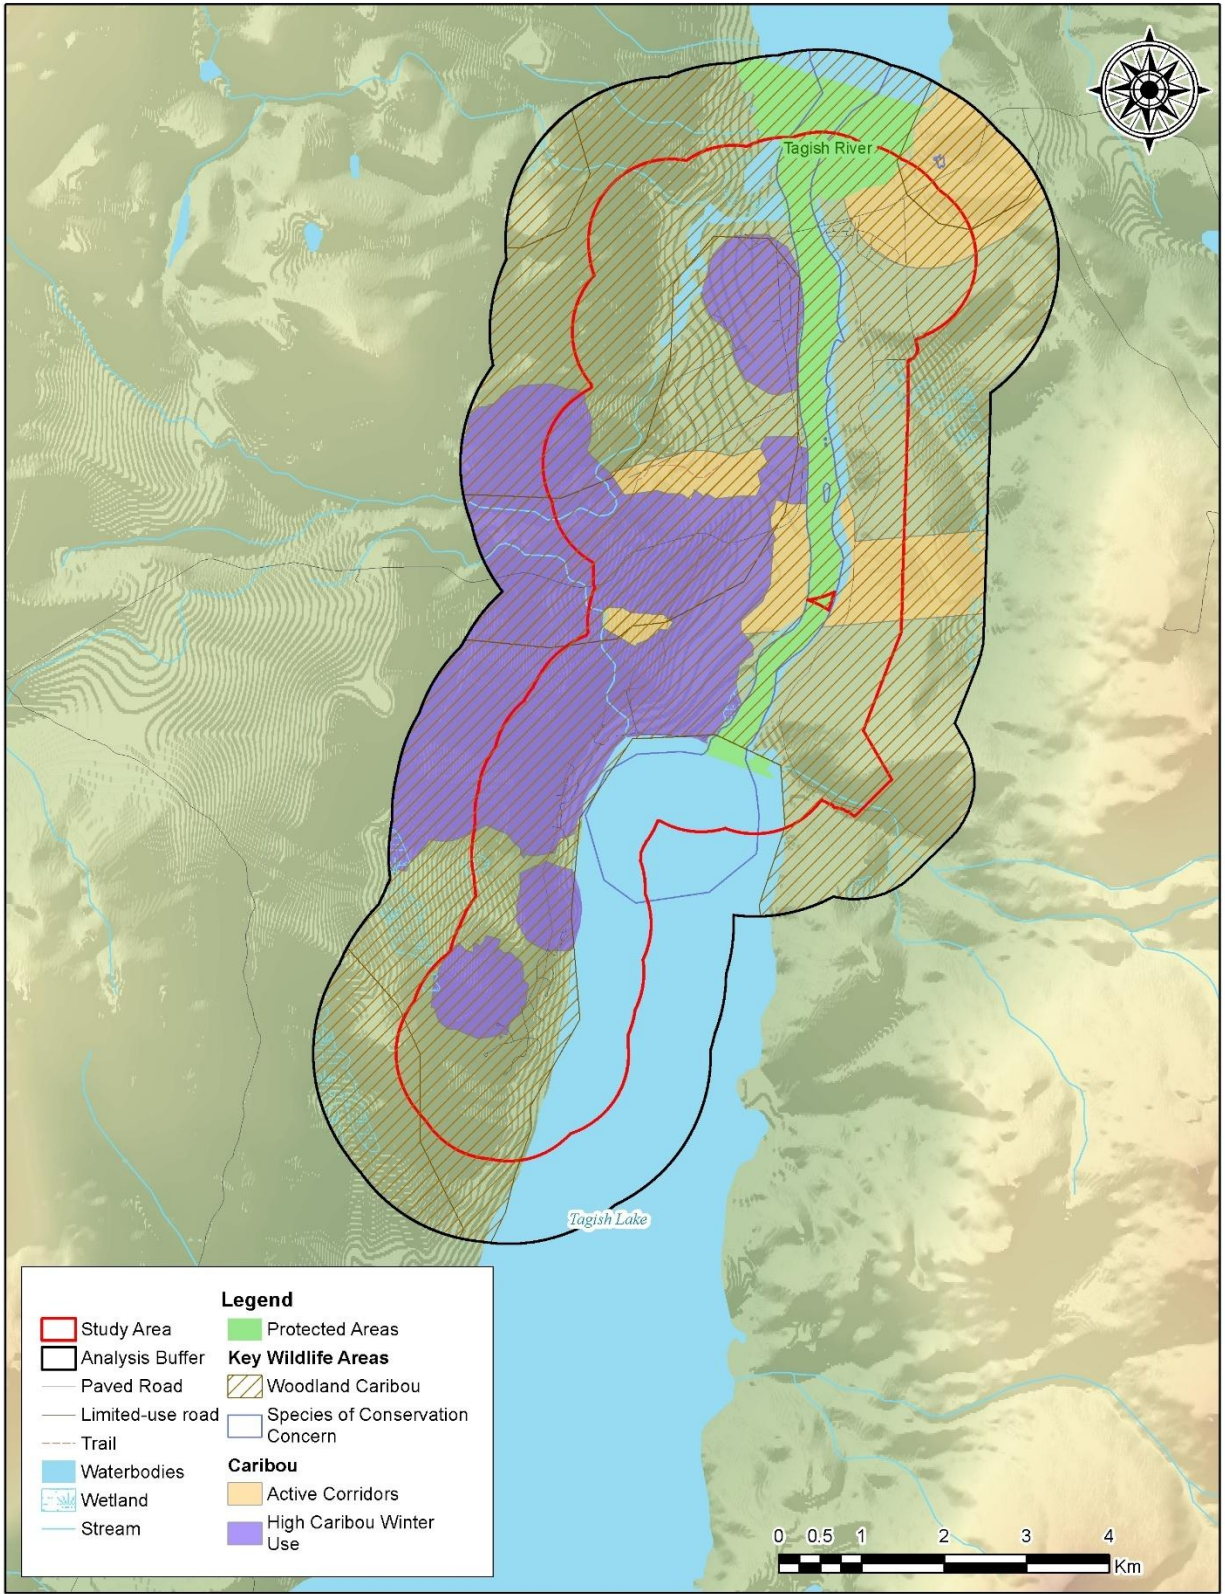 Tagish River
Tagish Lake
Legend
Study Area
Analysis Buffer
Paved Road
Limited-use road
Trail
Waterbodies
Wetland
Stream
Protected Areas
Key Wildlife Areas
Woodland Caribou
Species of Conservation
Concern
Caribou
Active Corridors
High Caribou Winter
Use
0 0.5 1 2 3 4
Km